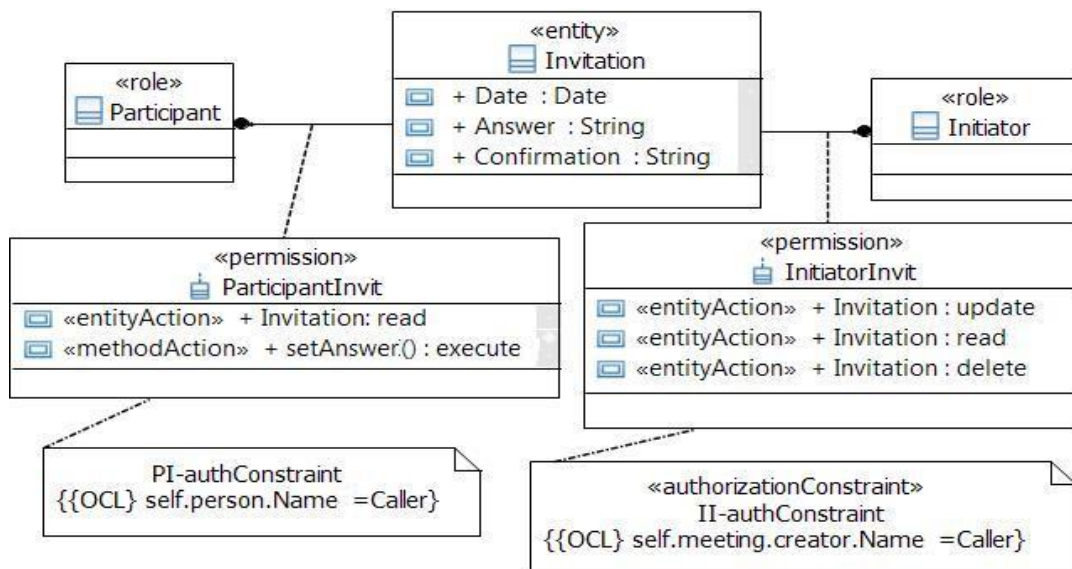 «entity»
Invitation
+ Date : Date
+ Answer : String
+ Confirmation : String
«role»
Participant
«role»
Initiator
«permission»
ParticipantInvit
«entityAction» + Invitation: read
«methodAction» + setAnswer() : execute
«permission»
InitiatorInvit
«entityAction» + Invitation : update
«entityAction» + Invitation : read
«entityAction» + Invitation : delete
PI-authConstraint
{{OCL} self.person.Name =Caller}
«authorizationConstraint»
II-authConstraint
{{OCL} self.meeting.creator.Name =Caller}